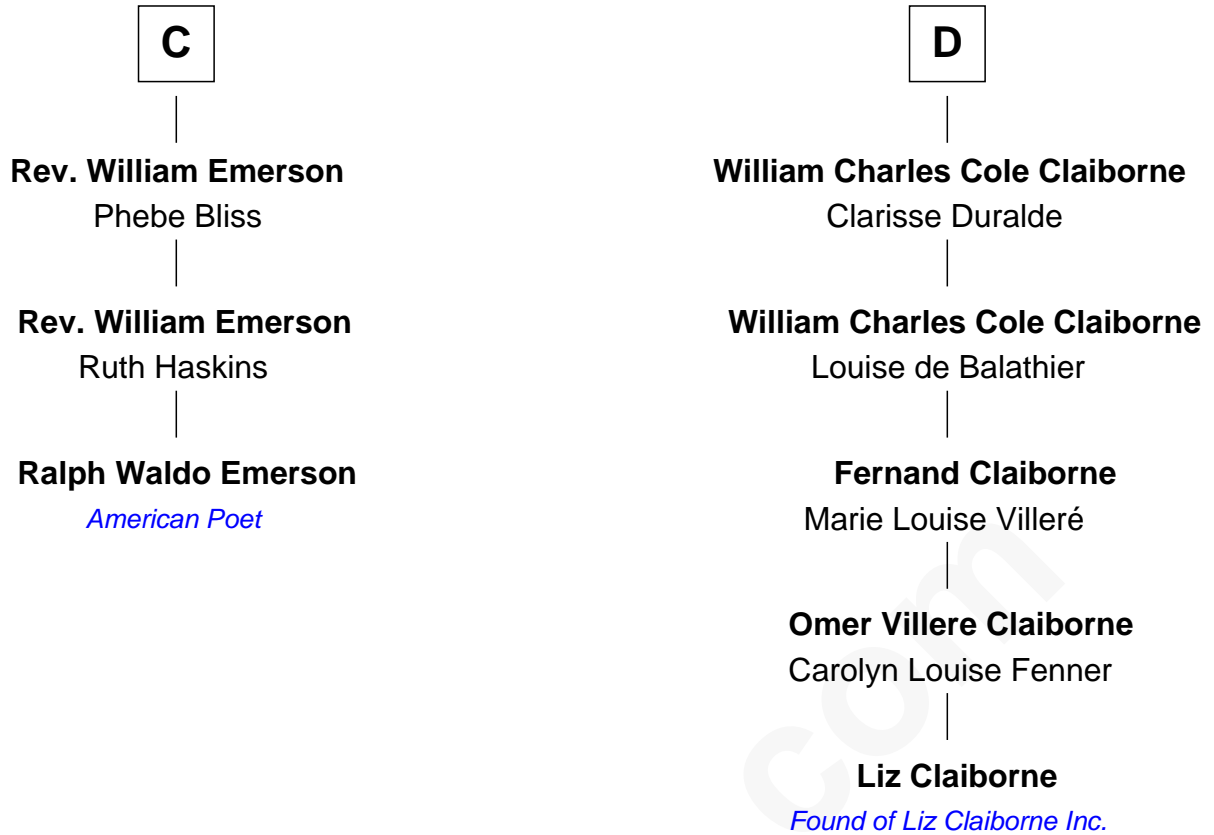 C
Rev. William Emerson
Phebe Bliss
Rev. William Emerson
Ruth Haskins
Ralph Waldo Emerson
American Poet
D
William Charles Cole Claiborne
Clarisse Duralde
William Charles Cole Claiborne
Louise de Balathier
Fernand Claiborne
Marie Louise Villeré
Omer Villere Claiborne
Carolyn Louise Fenner
Liz Claiborne
Found of Liz Claiborne Inc.
com